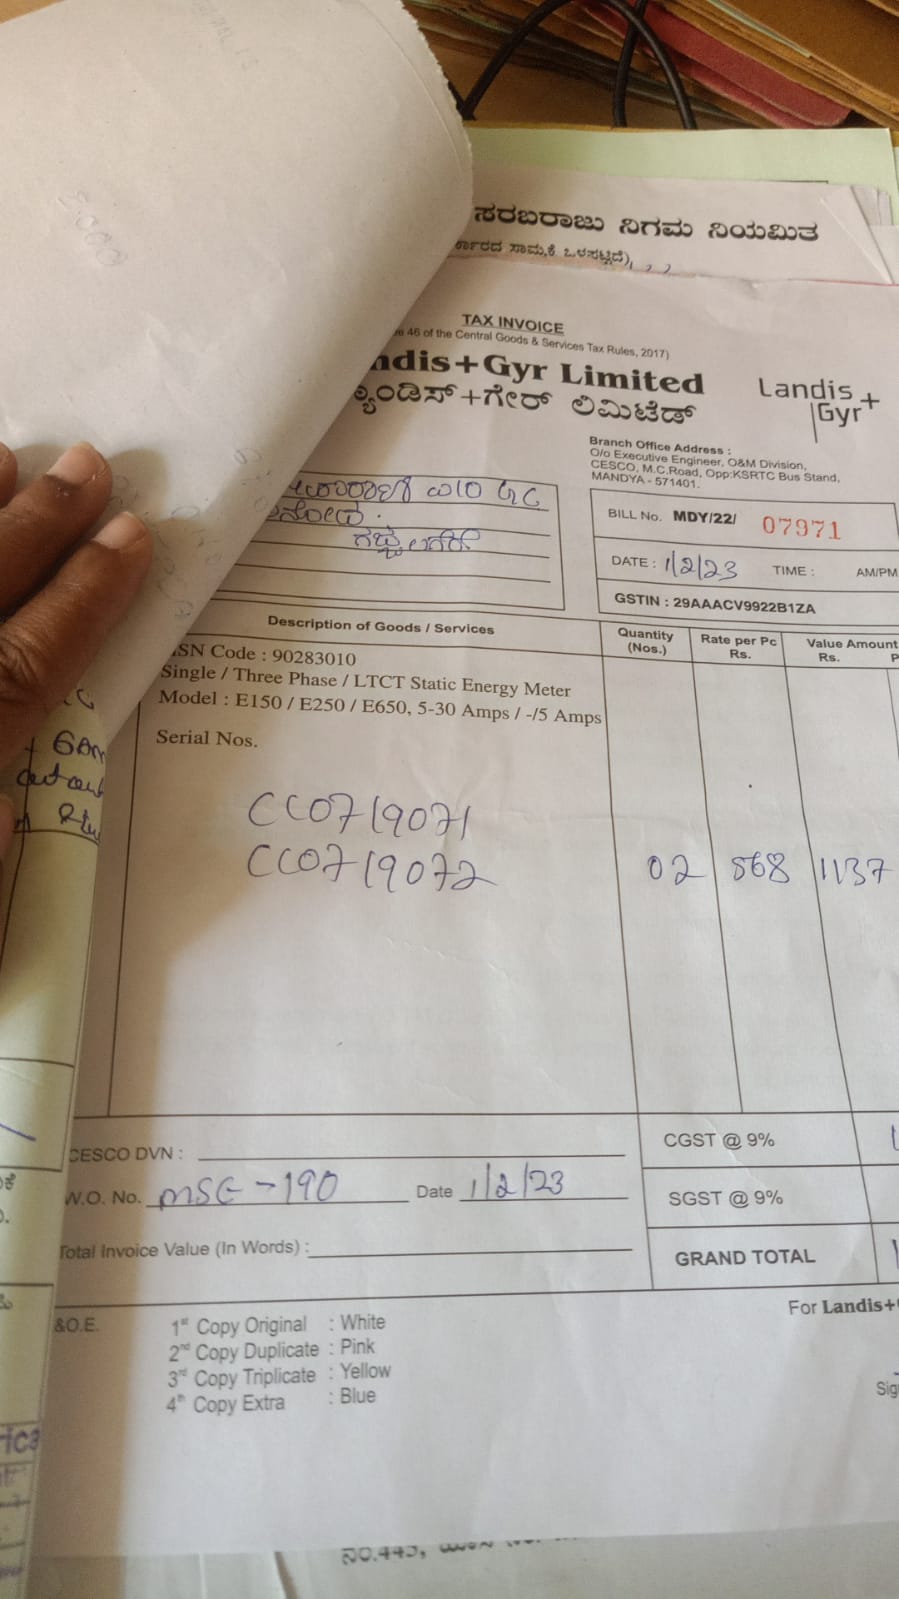 ಸರಬರಾಜು ನಿಗಮ ನಿಯಮಿತ
TAX INVOICE
46 of the Central Goods & Services Tax Rules, 2017)
ndis+Gyr Limited
ಲ್ಯಾಂಡಿಸ್+ಗೇರ್ ಲಿಮಿಟೆಡ್
Landis+
Gyr
Branch Office Address :
O/o Executive Engineer, O&M Division,
CESCO, M.C.Road, Opp:KSRTC Bus Stand,
MANDYA - 571401.
BILL No. MDY/22/ 07971
DATE : 1/2/23 TIME : AM/PM
GSTIN : 29AAACV9922B1ZA
Description of Goods / Services Quantity (Nos.) Rate per Pc Rs. Value Amount Rs. P
SN Code : 90283010
Single / Three Phase / LTCT Static Energy Meter
Model : E150 / E250 / E650, 5-30 Amps / -/5 Amps
Serial Nos.
CC0719071
CC0719072 02 568 1137
CESCO DVN :
CGST @ 9%
W.O. No. MSE-190 Date 1/2/23
SGST @ 9%
Total Invoice Value (In Words) :
GRAND TOTAL
&O.E.
For Landis+
1st Copy Original : White
2nd Copy Duplicate : Pink
3rd Copy Triplicate : Yellow
4th Copy Extra : Blue
Sig